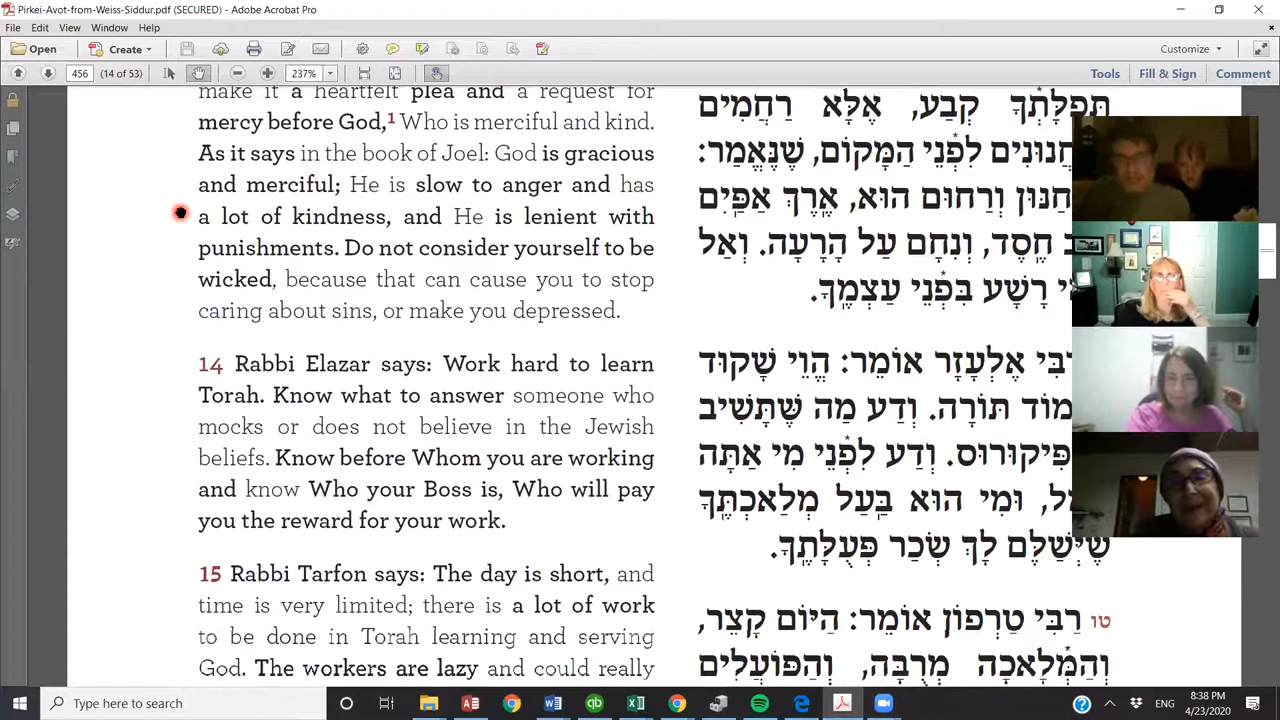 Pirkei-Avot-from-Weiss-Siddur.pdf (SECURED) - Adobe Acrobat Pro
File Edit View Window Help
Open Create Customize
456 (14 of 53) 237% Tools Fill & Sign Comment
make it a heartfelt plea and a request for
mercy before God,1 Who is merciful and kind.
As it says in the book of Joel: God is gracious
and merciful; He is slow to anger and has
a lot of kindness, and He is lenient with
punishments. Do not consider yourself to be
wicked, because that can cause you to stop
caring about sins, or make you depressed.
14 Rabbi Elazar says: Work hard to learn
Torah. Know what to answer someone who
mocks or does not believe in the Jewish
beliefs. Know before Whom you are working
and know Who your Boss is, Who will pay
you the reward for your work.
15 Rabbi Tarfon says: The day is short, and
time is very limited; there is a lot of work
to be done in Torah learning and serving
God. The workers are lazy and could really
תְּפִלָּתְךָ קְבַע, אֶלָּא רַחֲמִים
לִפְנֵי הַמָּקוֹם, שֶׁנֶּאֱמַר:
חַנּוּן וְרַחוּם הוּא, אֶרֶךְ אַפַּיִם
חֶסֶד, וְנִחָם עַל הָרָעָה. וְאַל
רָשָׁע בִּפְנֵי עַצְמֶךָ.
אֶלְעָזָר אוֹמֵר: הֱוֵי שָׁקוּד
תּוֹרָה. וְדַע מַה שֶּׁתָּשִׁיב
וְדַע לִפְנֵי מִי אַתָּה
וּמִי הוּא בַּעַל מְלַאכְתֶּךָ
שֶׁיְּשַׁלֶּם לָךְ שְׂכַר פְּעֻלָּתֶךָ.
טו רַבִּי טַרְפוֹן אוֹמֵר: הַיּוֹם קָצֵר,
וְהַמְּלָאכָה מְרֻבָּה, וְהַפּוֹעֲלִים
Type here to search
ENG
8:38 PM
4/23/2020